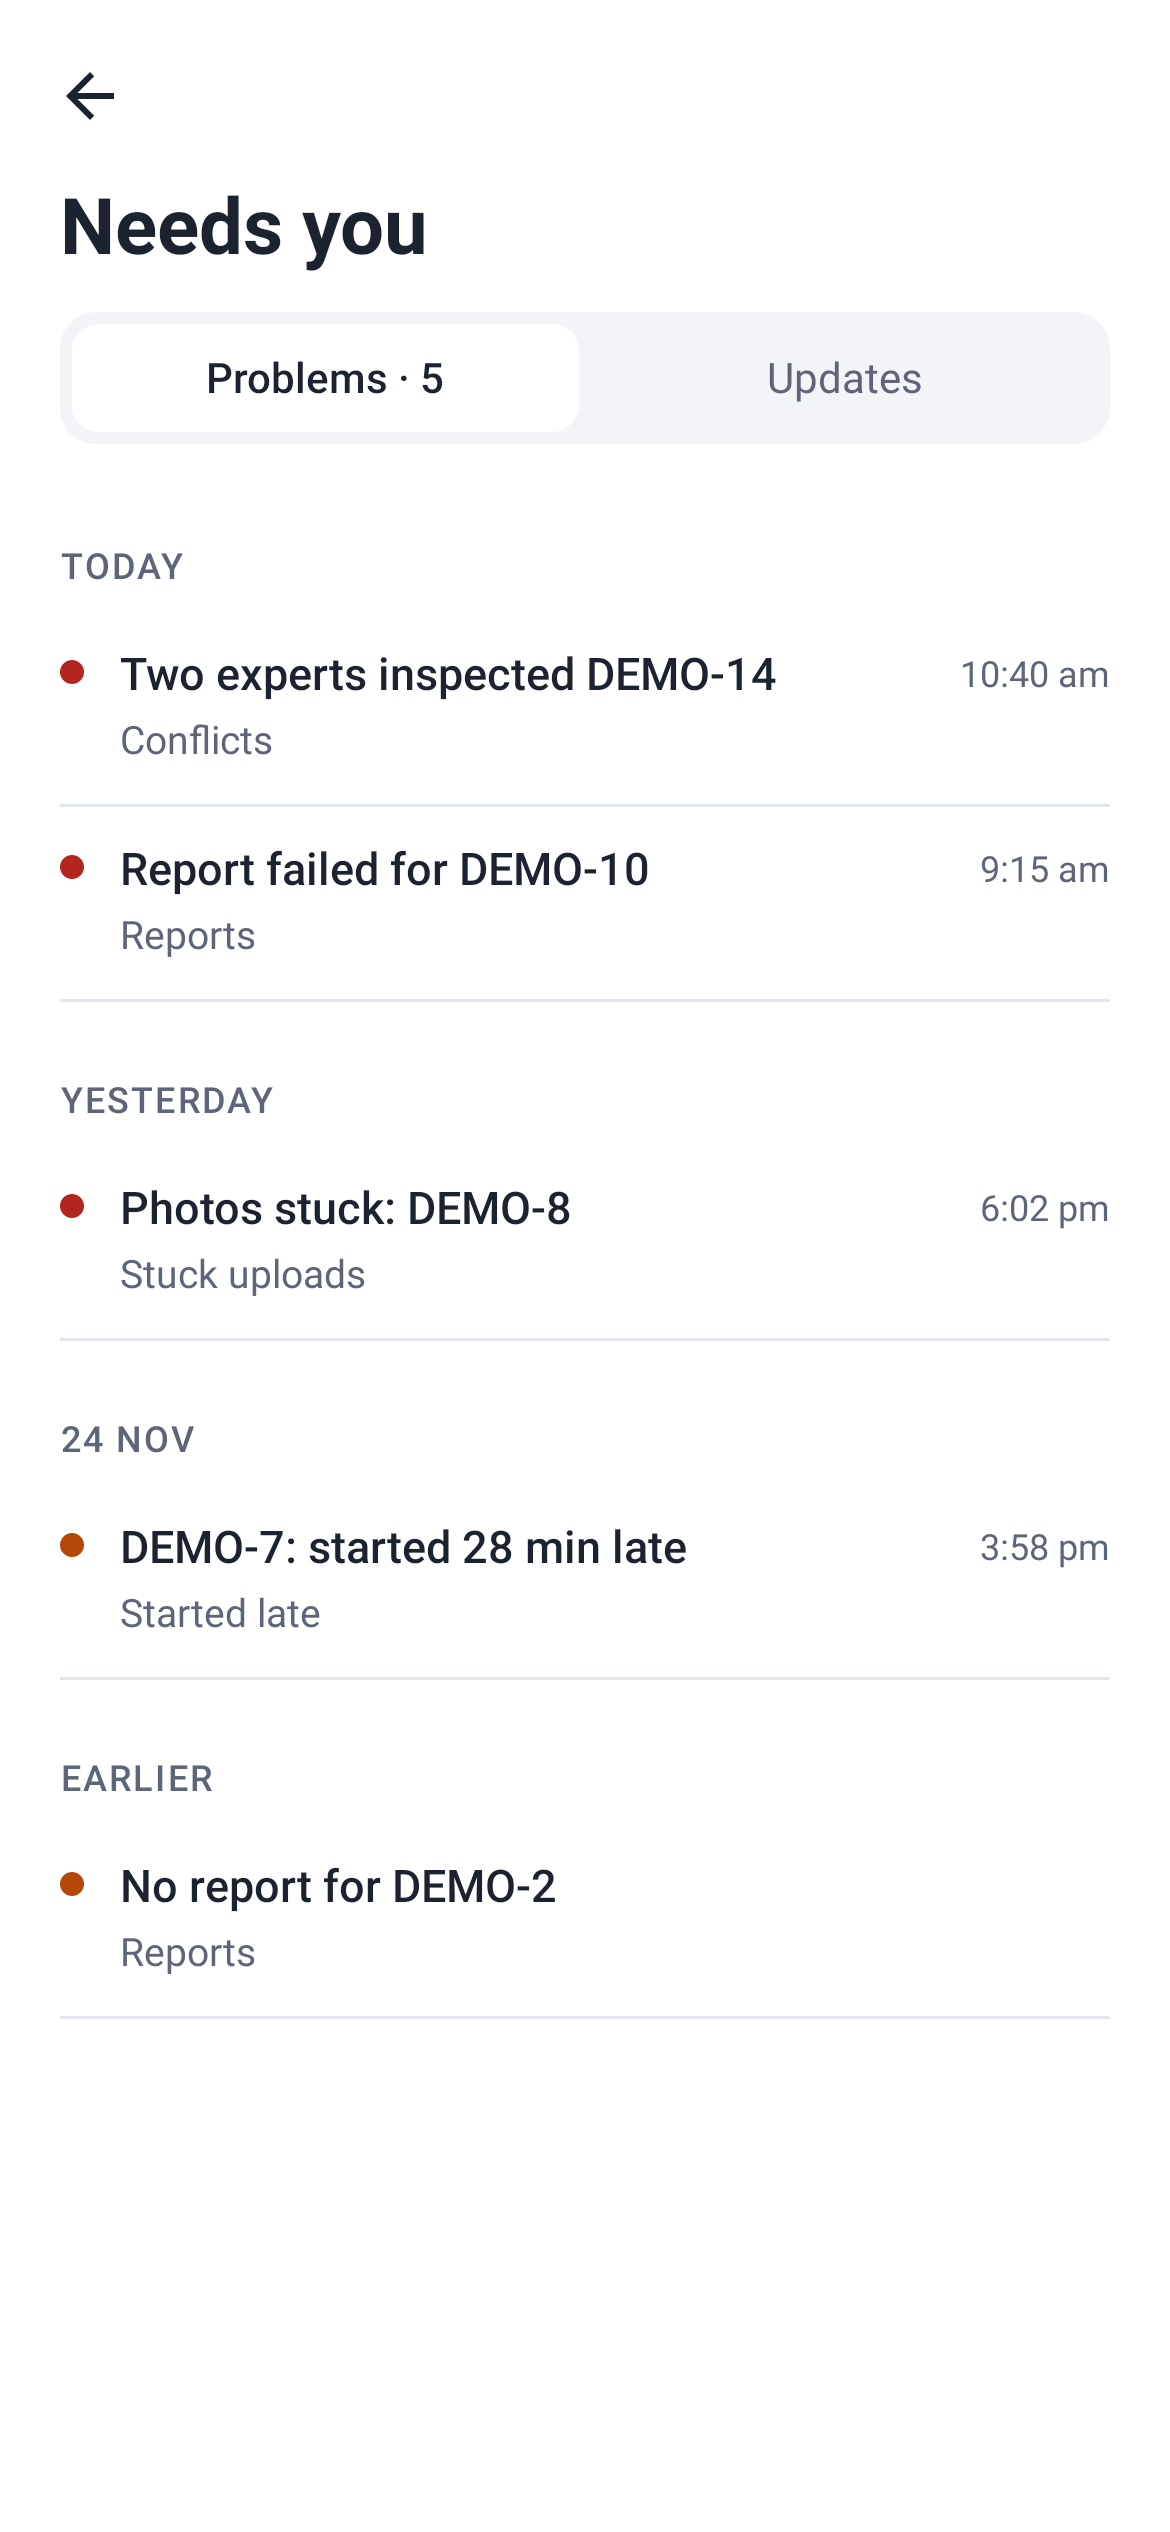 Needs you
Problems · 5
Updates
TODAY
Two experts inspected DEMO-14
10:40 am
Conflicts
Report failed for DEMO-10
9:15 am
Reports
YESTERDAY
Photos stuck: DEMO-8
6:02 pm
Stuck uploads
24 NOV
DEMO-7: started 28 min late
3:58 pm
Started late
EARLIER
No report for DEMO-2
Reports